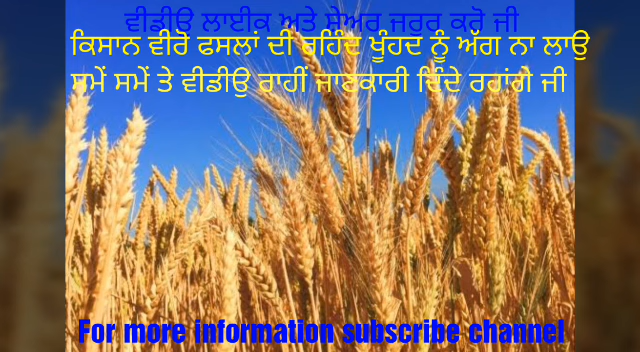 ਵੀਡੀਉ ਲਾਈਕ ਅਤੇ ਸ਼ੇਅਰ ਜਰੁਰ ਕਰੋ ਜੀ
ਕਿਸਾਨ ਵੀਰੋ ਫਸਲਾਂ ਦੀ ਰਹਿੰਦ ਖੂੰਹਦ ਨੂੰ ਅੱਗ ਨਾ ਲਾਉ
ਸਮੇਂ ਸਮੇਂ ਤੇ ਵੀਡੀਉ ਰਾਹੀਂ ਜਾਣਕਾਰੀ ਦਿੰਦੇ ਰਹਾਂਗੇ ਜੀ
For more information subscribe channel